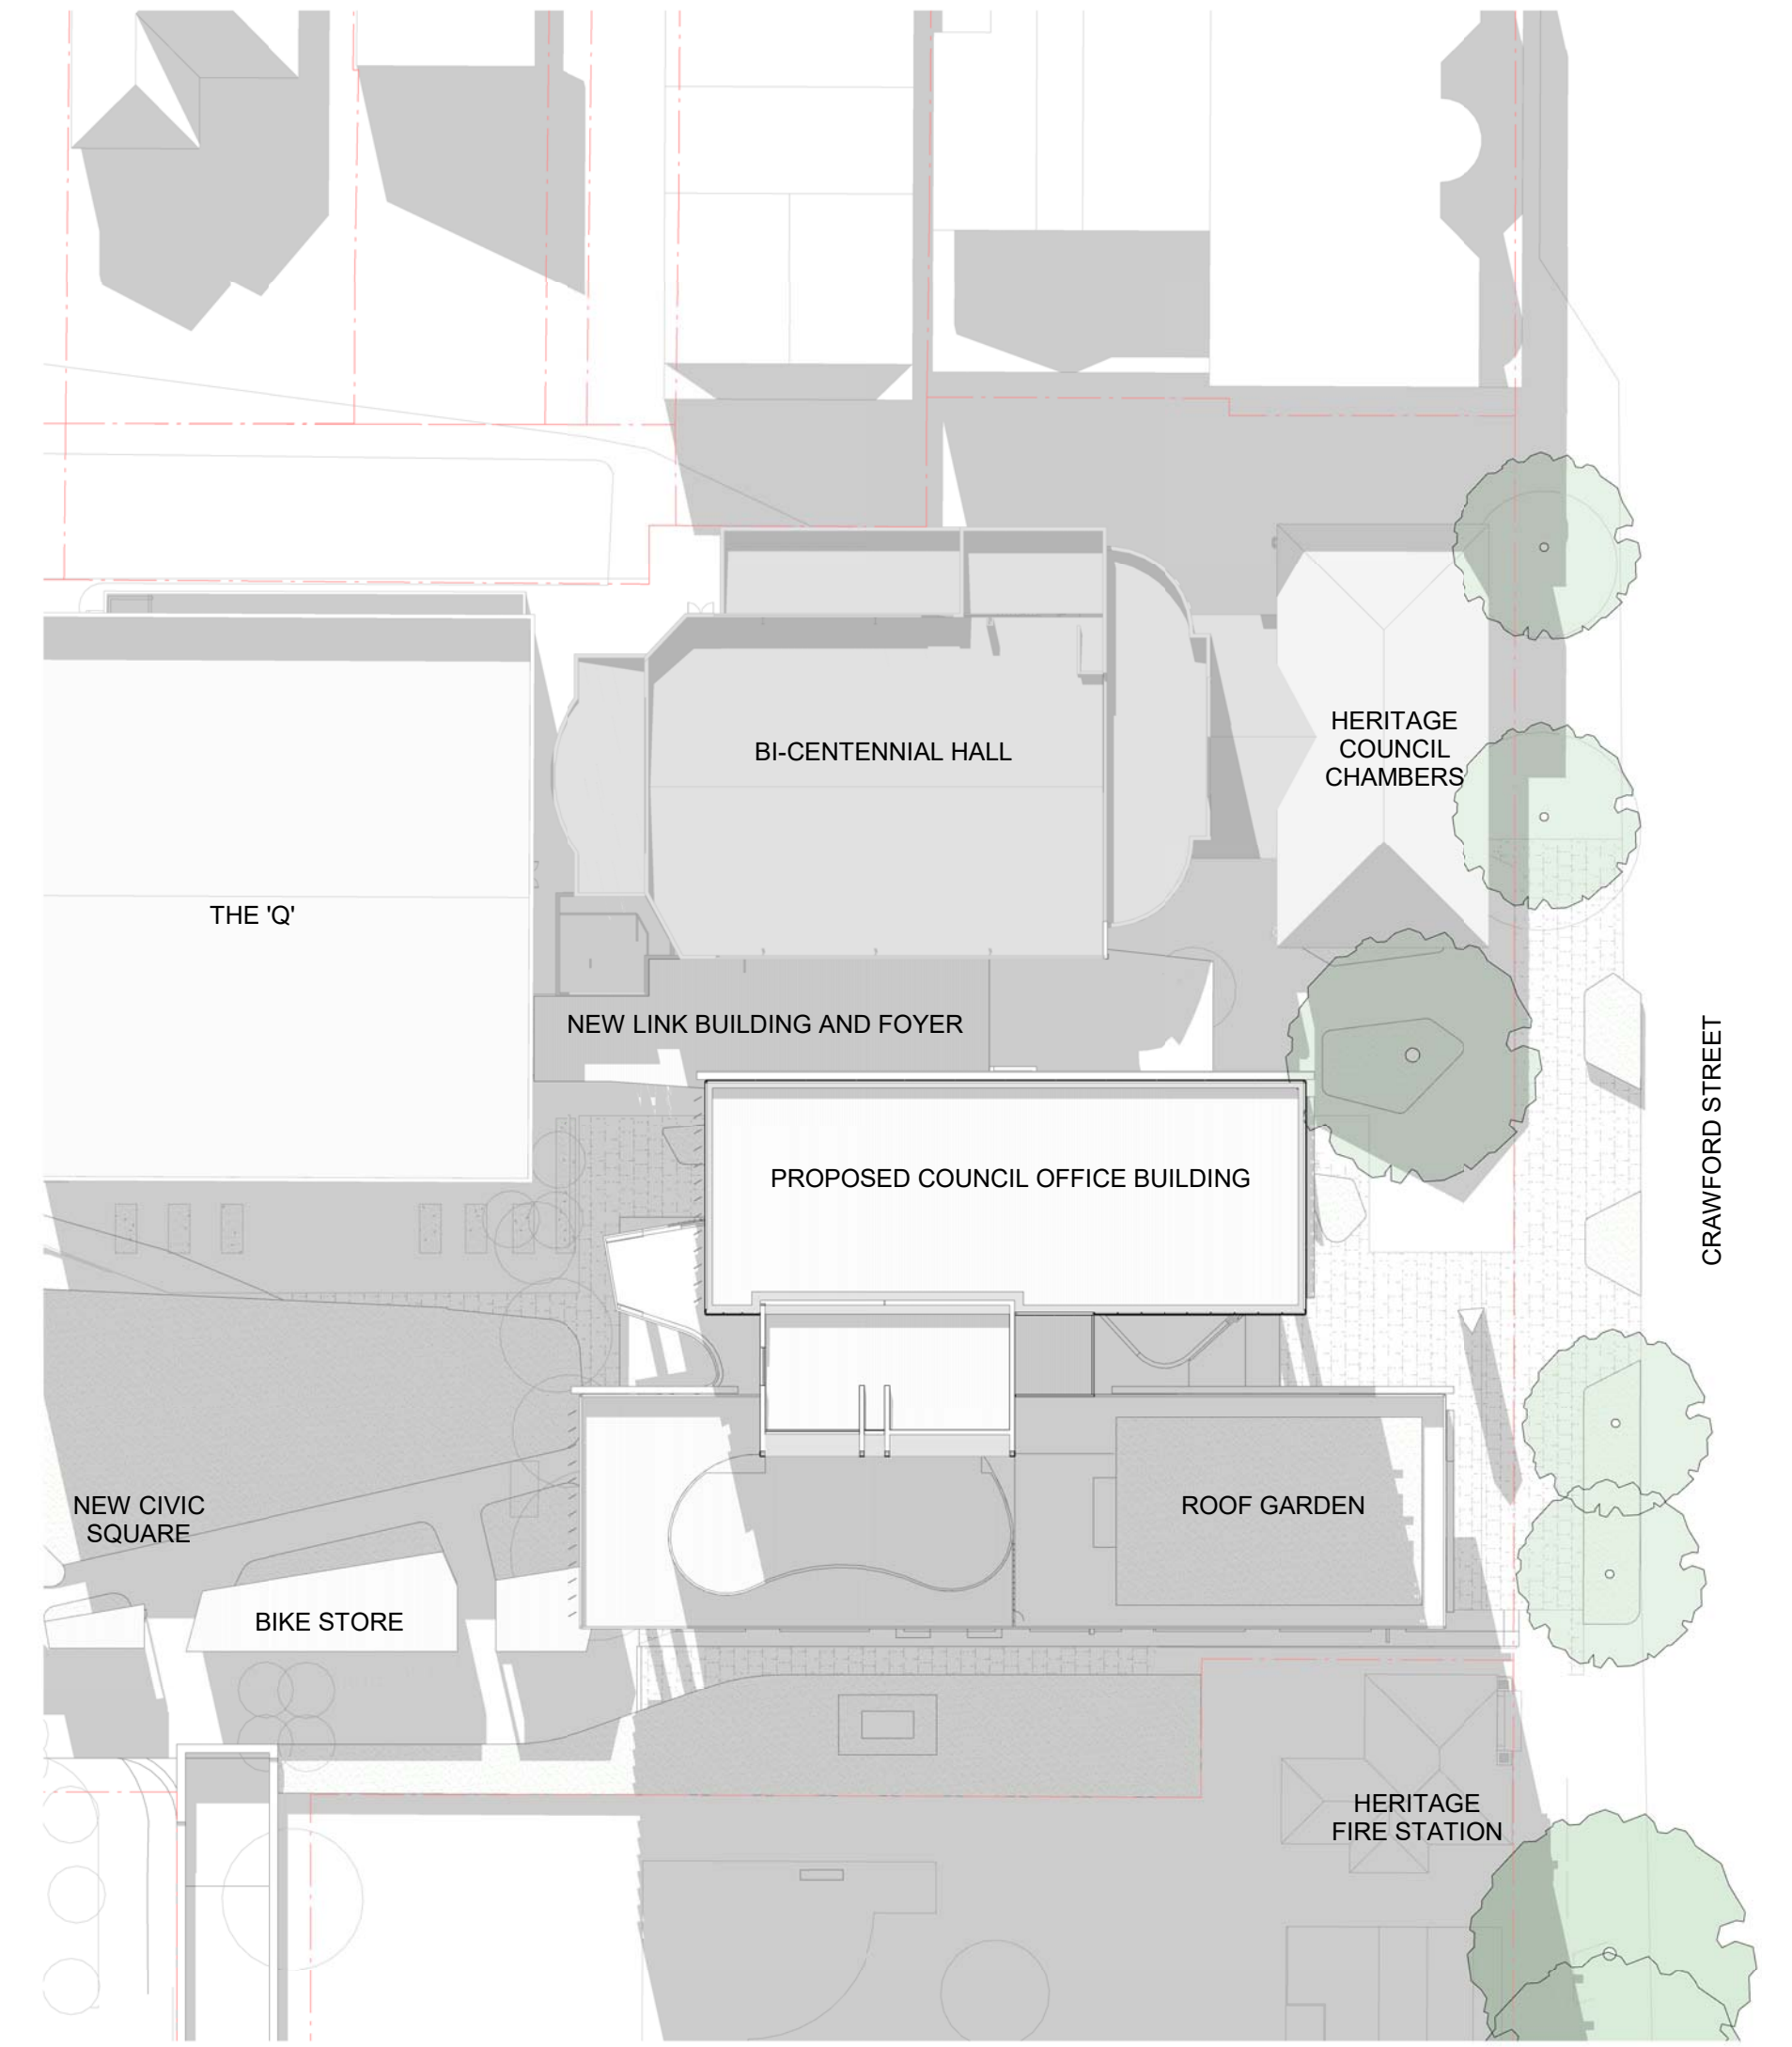 HERITAGE
COUNCIL
CHAMBERS
BI-CENTENNIAL HALL
THE 'Q'
NEW LINK BUILDING AND FOYER
CRAWFORD STREET
PROPOSED COUNCIL OFFICE BUILDING
NEW CIVIC
SQUARE
ROOF GARDEN
BIKE STORE
HERITAGE
FIRE STATION